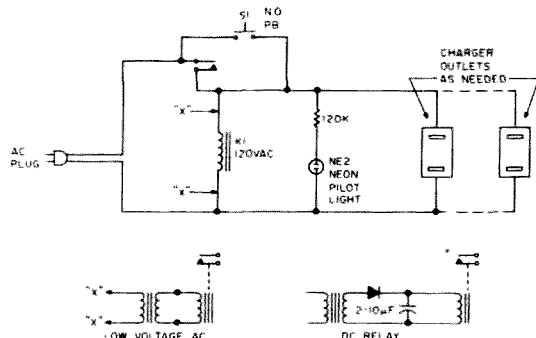 S1
N.O.
PB
CHARGER
OUTLETS
AS NEEDED
"X"
120K
K1
120VAC
AC
PLUG
NE2
NEON
PILOT
LIGHT
"X"
"X"
"X"
LOW VOLTAGE AC
*
2-10µF
DC RELAY